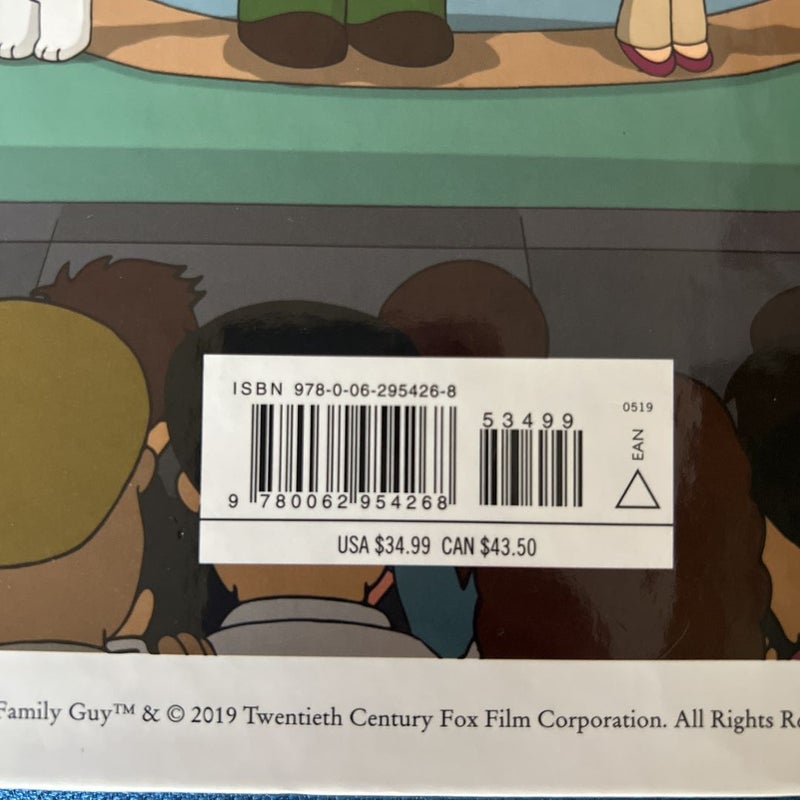 ISBN 978-0-06-295426-8
53499
0519
EAN
9 780062 954268
USA $34.99 CAN $43.50
Family Guy™ & © 2019 Twentieth Century Fox Film Corporation. All Rights